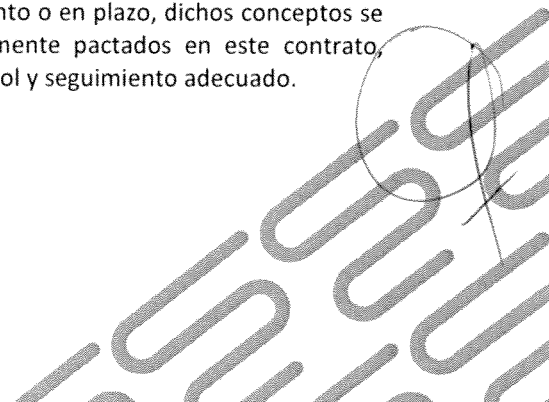 nto o en plazo, dichos conceptos se
mente pactados en este contrato,
ol y seguimiento adecuado.